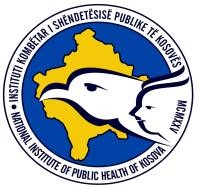 INSTITUTI KOMBËTAR I SHËNDETËSISË PUBLIKE TË KOSOVËS
MCMXXV
NATIONAL INSTITUTE OF PUBLIC HEALTH OF KOSOVA